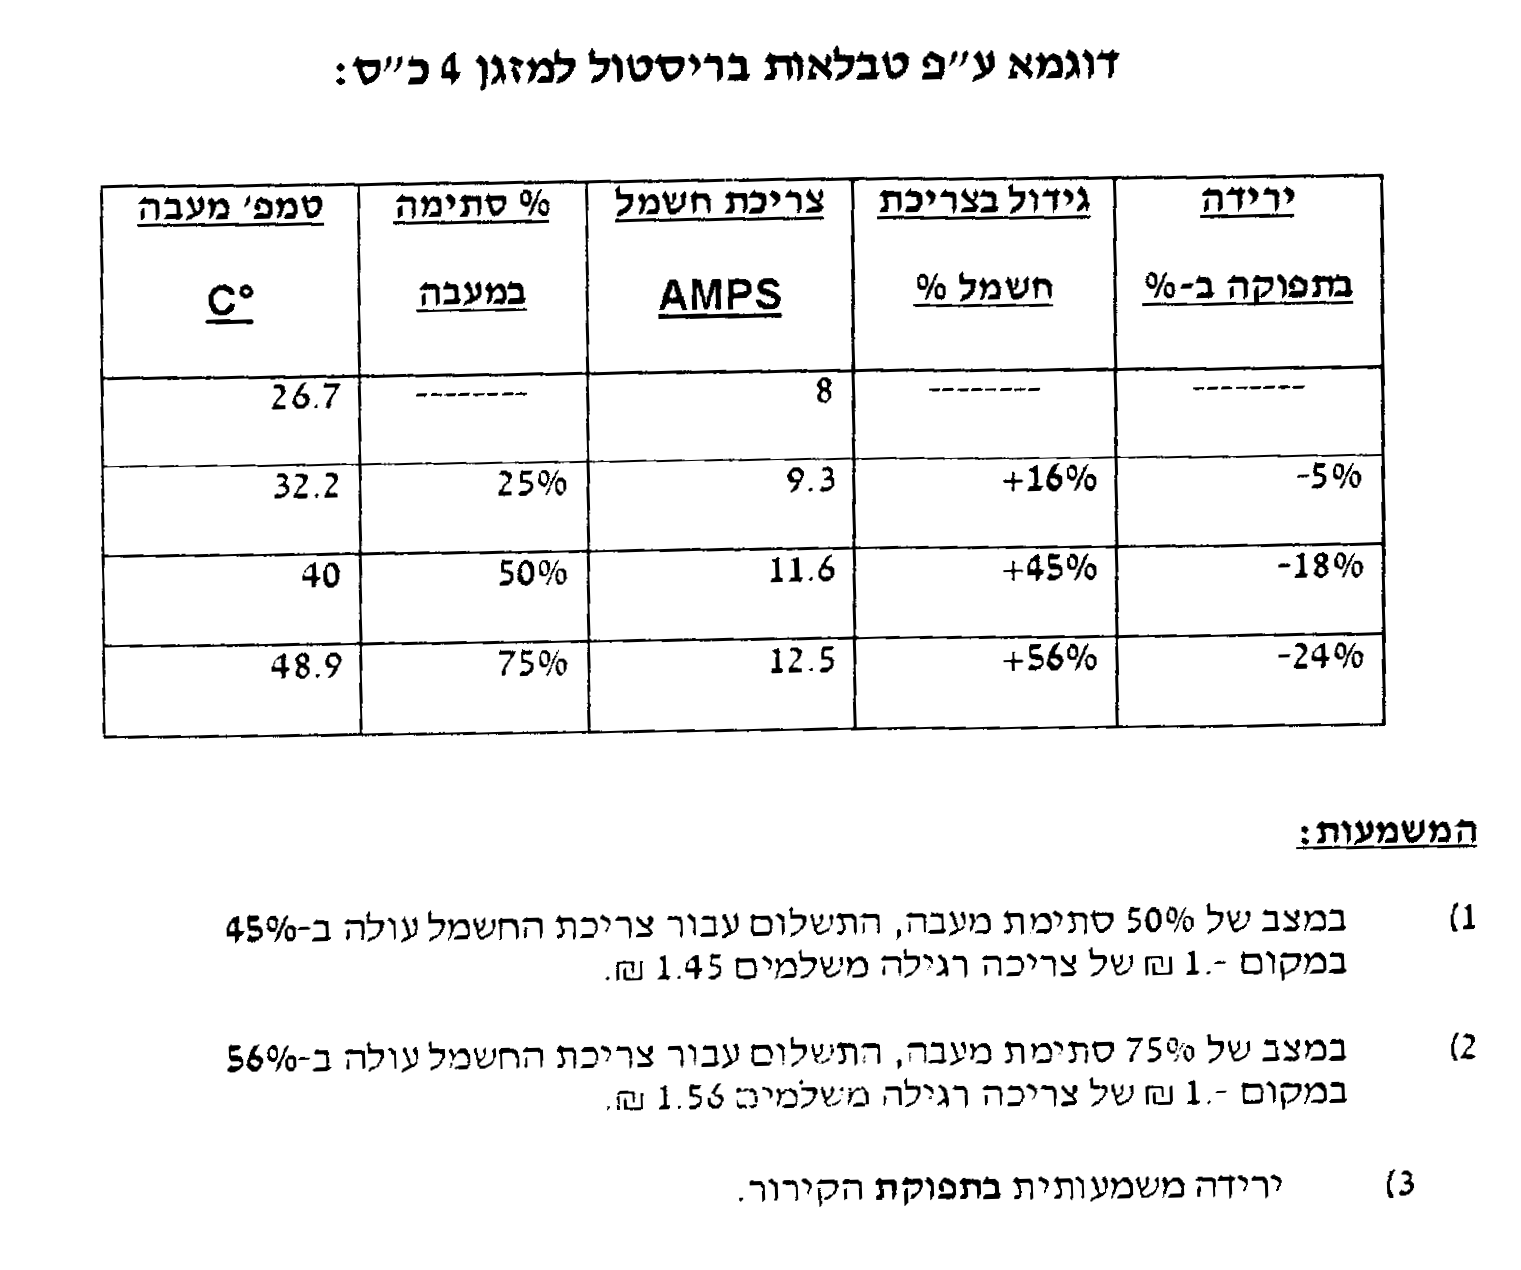 דוגמא ע״פ טבלאות בריסטול למזגן 4 כ״ס:
טמפ׳ מעבה % סתימה צריכת חשמל גידול בצריכת ירידה
C° במעבה AMPS חשמל % בתפוקה ב-%
26.7 -------- 8 -------- --------
32.2 25% 9.3 +16% -5%
40 50% 11.6 +45% -18%
48.9 75% 12.5 +56% -24%
המשמעות:
1) במצב של 50% סתימת מעבה, התשלום עבור צריכת החשמל עולה ב-45%
במקום -.1 ₪ של צריכה רגילה משלמים 1.45 ₪.
2) במצב של 75% סתימת מעבה, התשלום עבור צריכת החשמל עולה ב-56%
במקום -.1 ₪ של צריכה רגילה משלמים 1.56 ₪.
3) ירידה משמעותית בתפוקת הקירור.